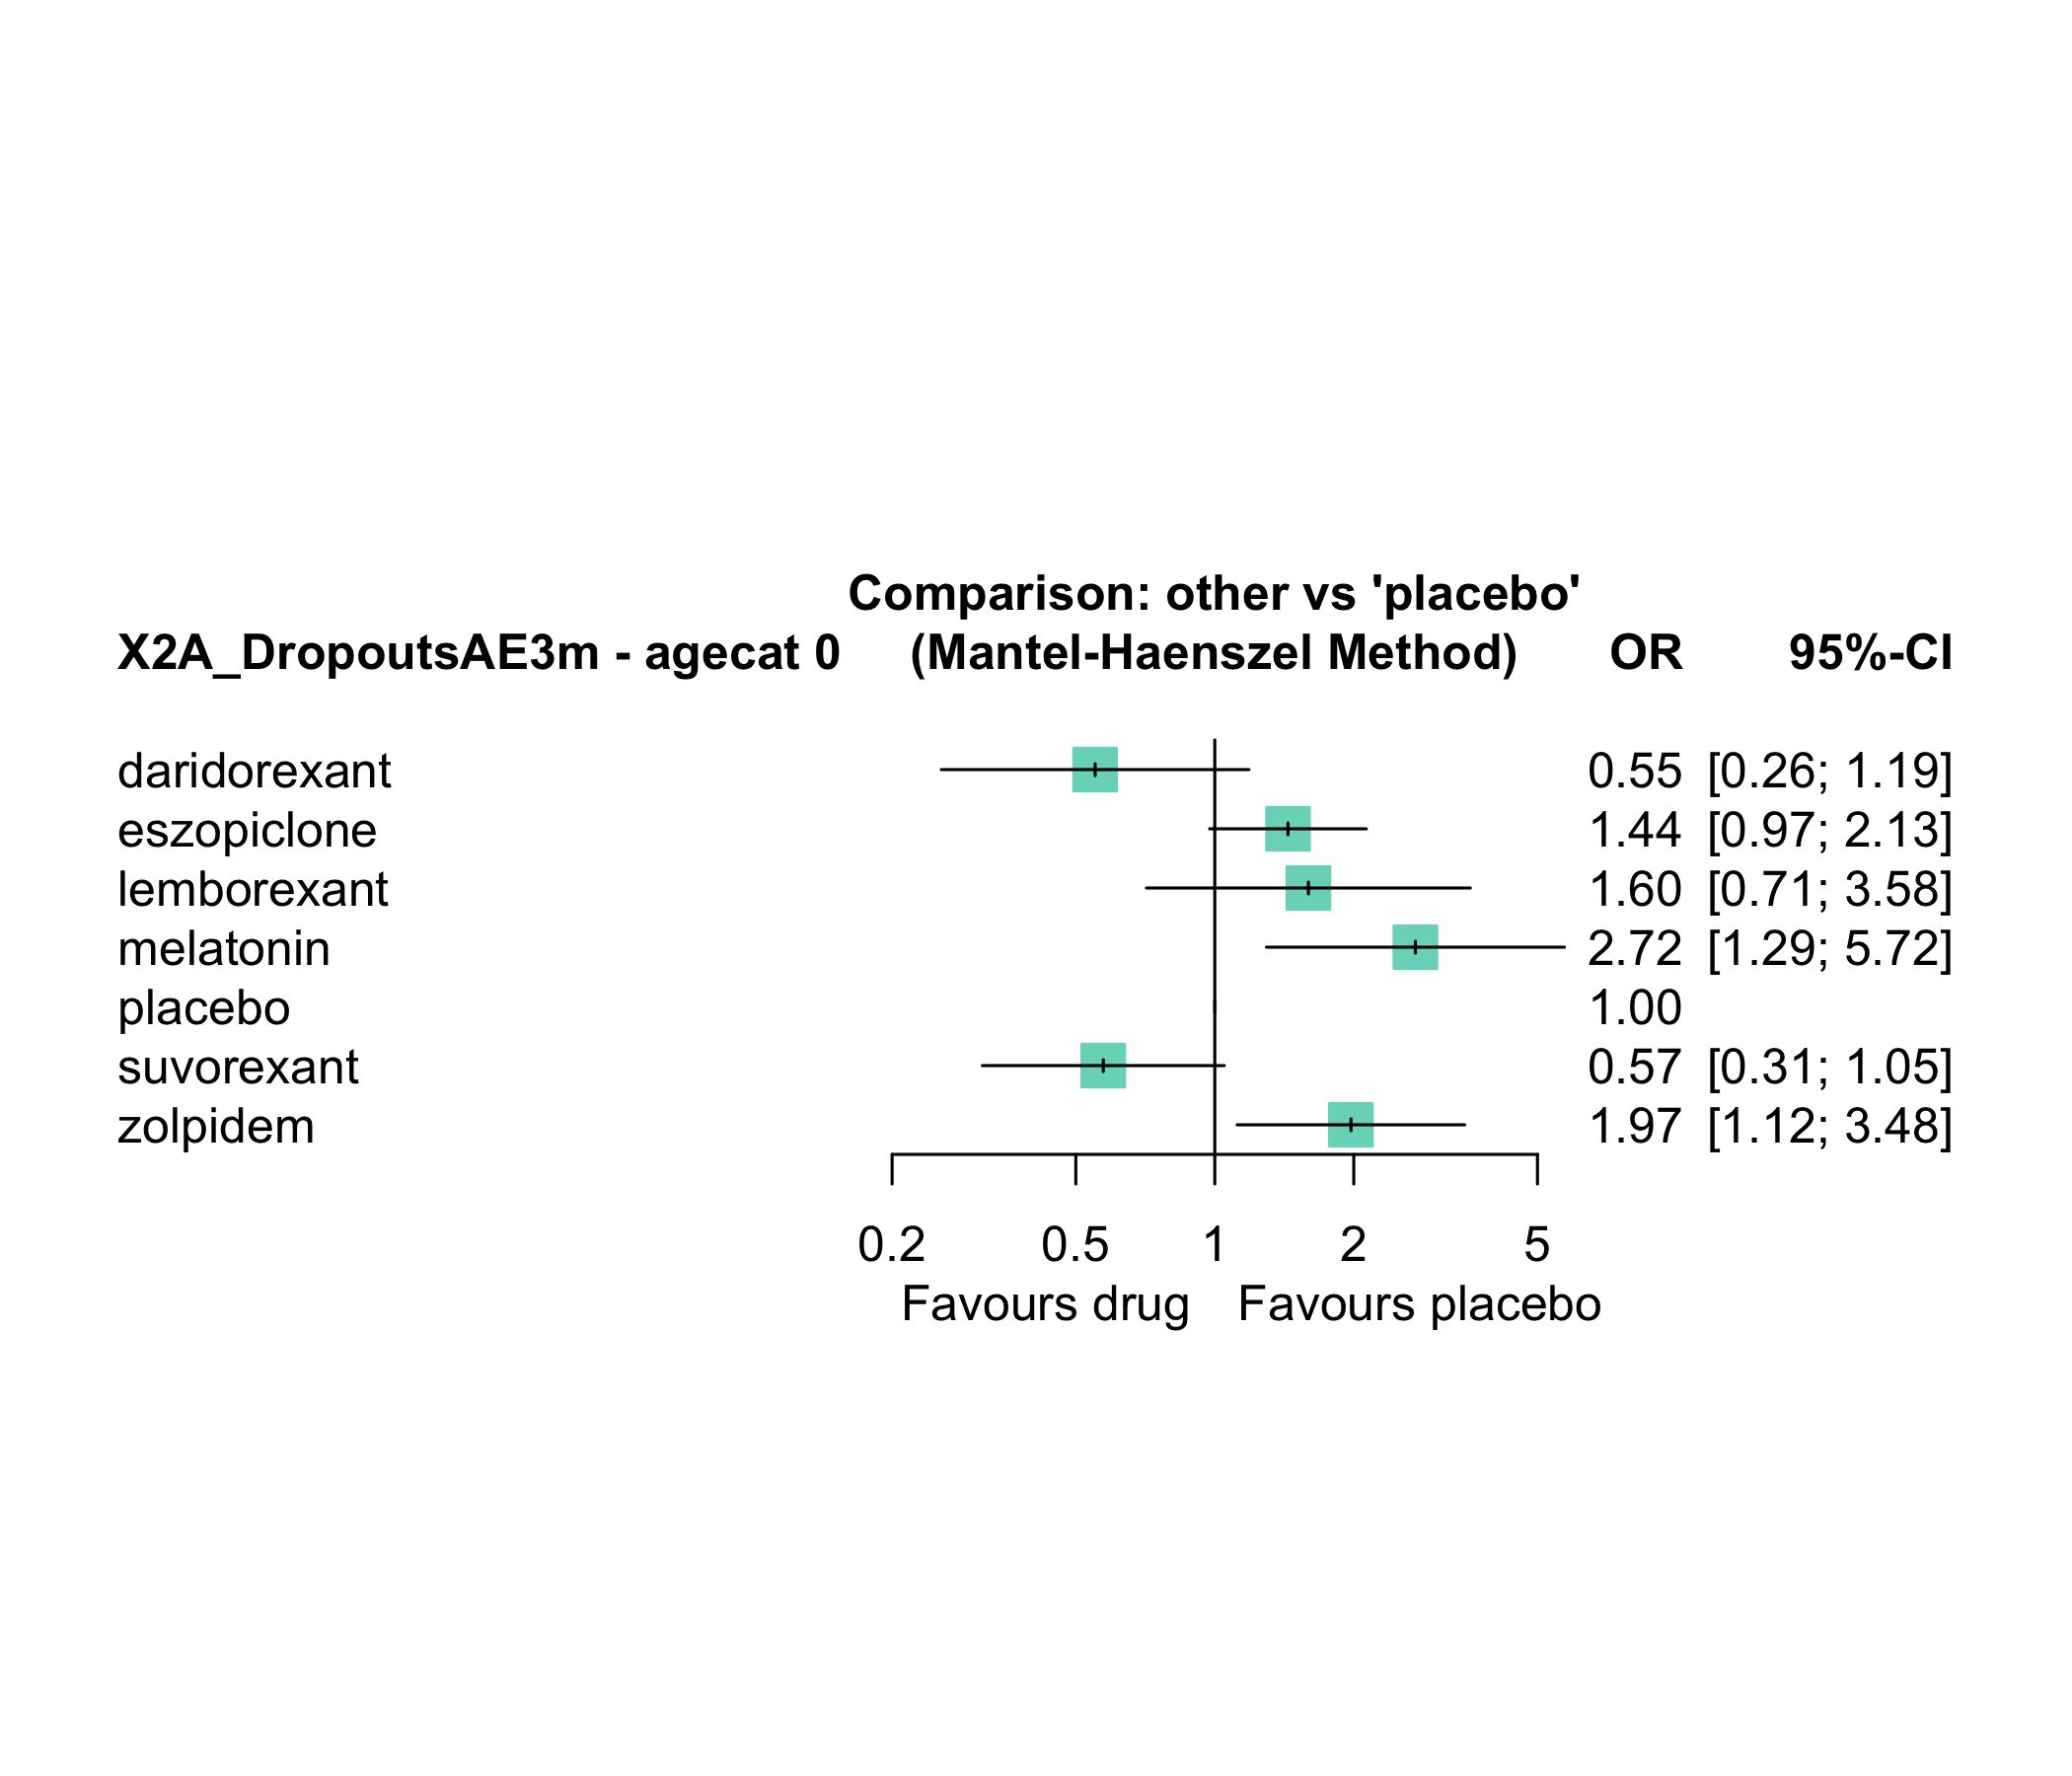 Comparison: other vs 'placebo'
X2A_DropoutsAE3m - agecat 0 (Mantel-Haenszel Method) OR 95%-CI
daridorexant 0.55 [0.26; 1.19]
eszopiclone 1.44 [0.97; 2.13]
lemborexant 1.60 [0.71; 3.58]
melatonin 2.72 [1.29; 5.72]
placebo 1.00
suvorexant 0.57 [0.31; 1.05]
zolpidem 1.97 [1.12; 3.48]
0.2 0.5 1 2 5
Favours drug Favours placebo